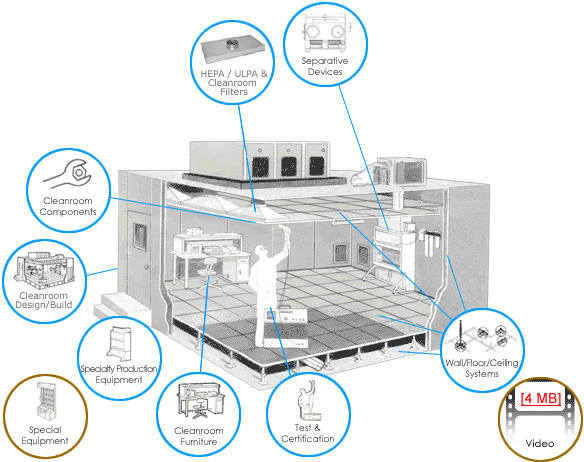 HEPA / ULPA &
Cleanroom
Filters
Separative
Devices
Cleanroom
Components
Cleanroom
Design/Build
Specialty Production
Equipment
Wall/Floor/Ceiling
Systems
Special
Equipment
Cleanroom
Furniture
Test &
Certification
[4 MB]
Video